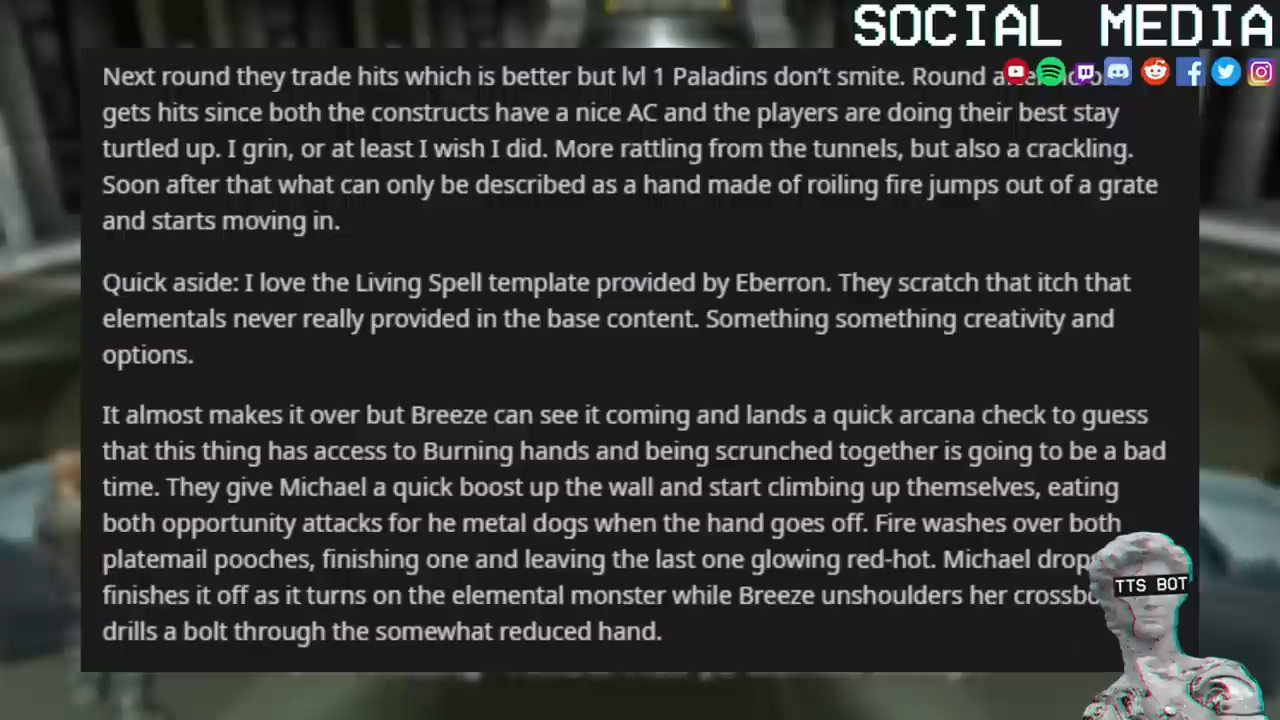 SOCIAL MEDIA
Next round they trade hits which is better but lvl 1 Paladins don't smite. Round
gets hits since both the constructs have a nice AC and the players are doing their best stay
turtled up. I grin, or at least I wish I did. More rattling from the tunnels, but also a crackling.
Soon after that what can only be described as a hand made of roiling fire jumps out of a grate
and starts moving in.
Quick aside: I love the Living Spell template provided by Eberron. They scratch that itch that
elementals never really provided in the base content. Something something creativity and
options.
It almost makes it over but Breeze can see it coming and lands a quick arcana check to guess
that this thing has access to Burning hands and being scrunched together is going to be a bad
time. They give Michael a quick boost up the wall and start climbing up themselves, eating
both opportunity attacks for he metal dogs when the hand goes off. Fire washes over both
platemail pooches, finishing one and leaving the last one glowing red-hot. Michael
finishes it off as it turns on the elemental monster while Breeze unshoulders her
drills a bolt through the somewhat reduced hand.
TTS BOT